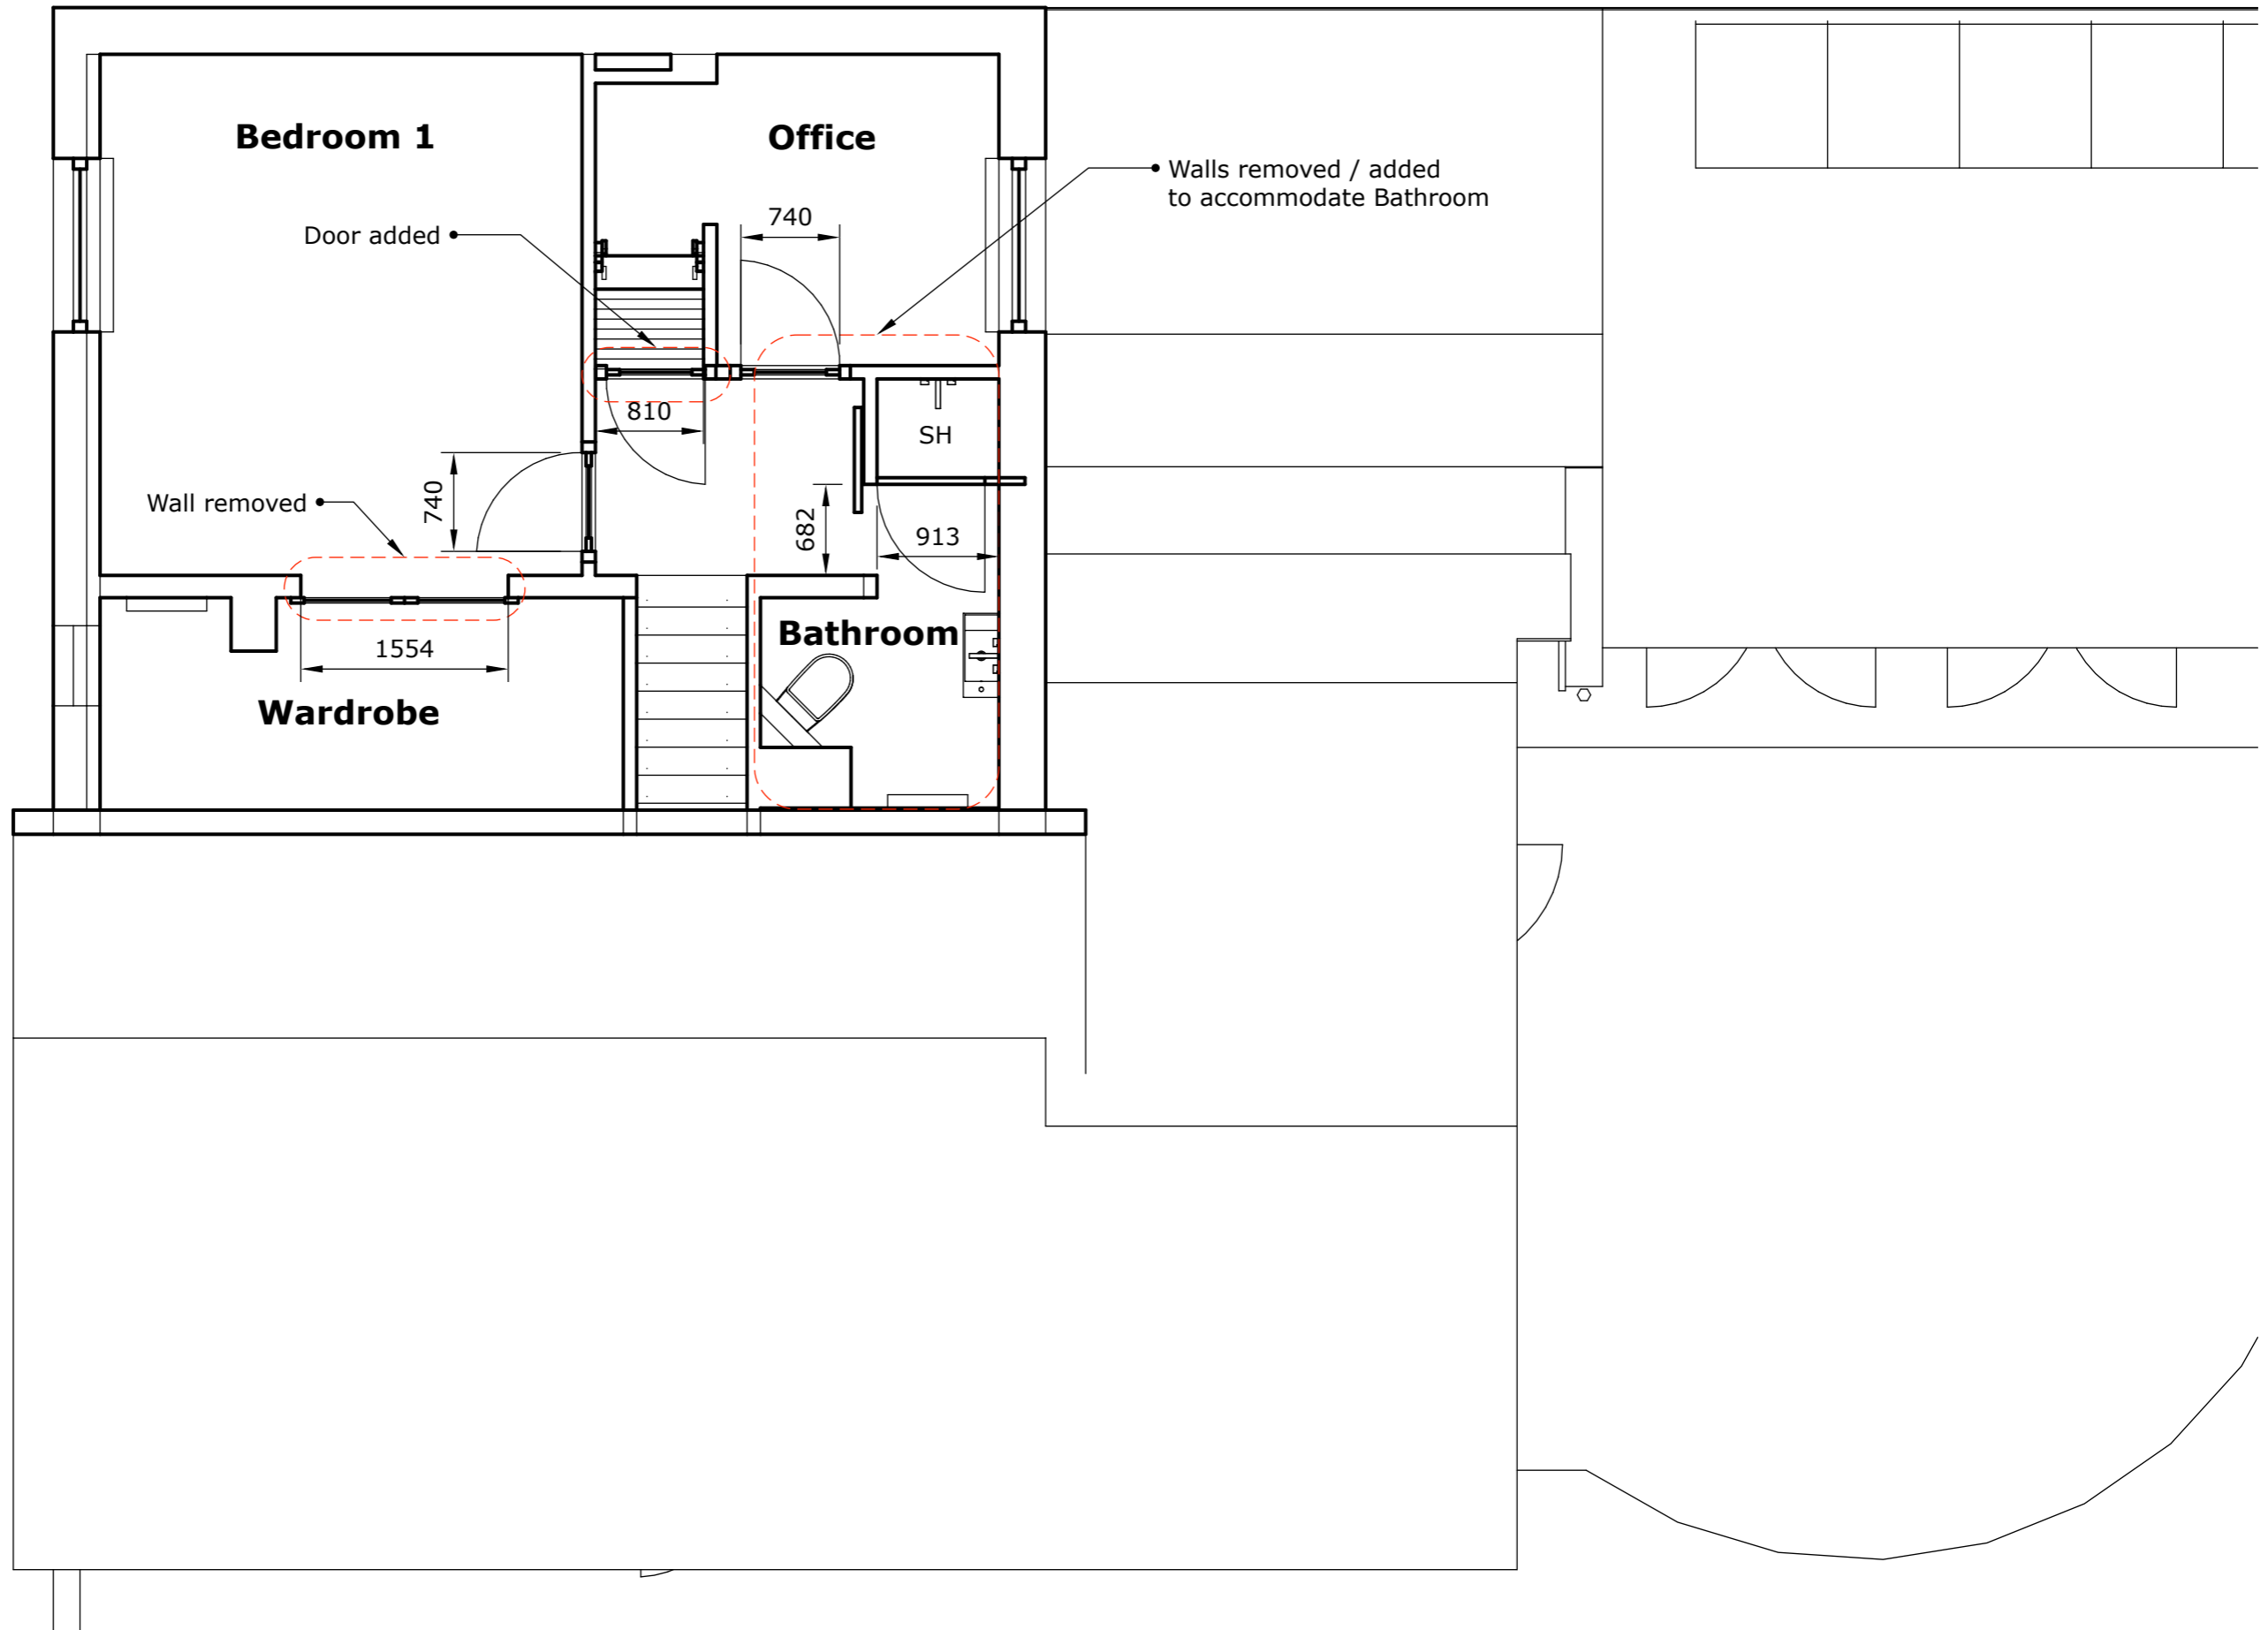 Bedroom 1
Office
Walls removed / added
to accommodate Bathroom
740
Door added
810
SH
740
Wall removed
682
913
1554
Bathroom
Wardrobe